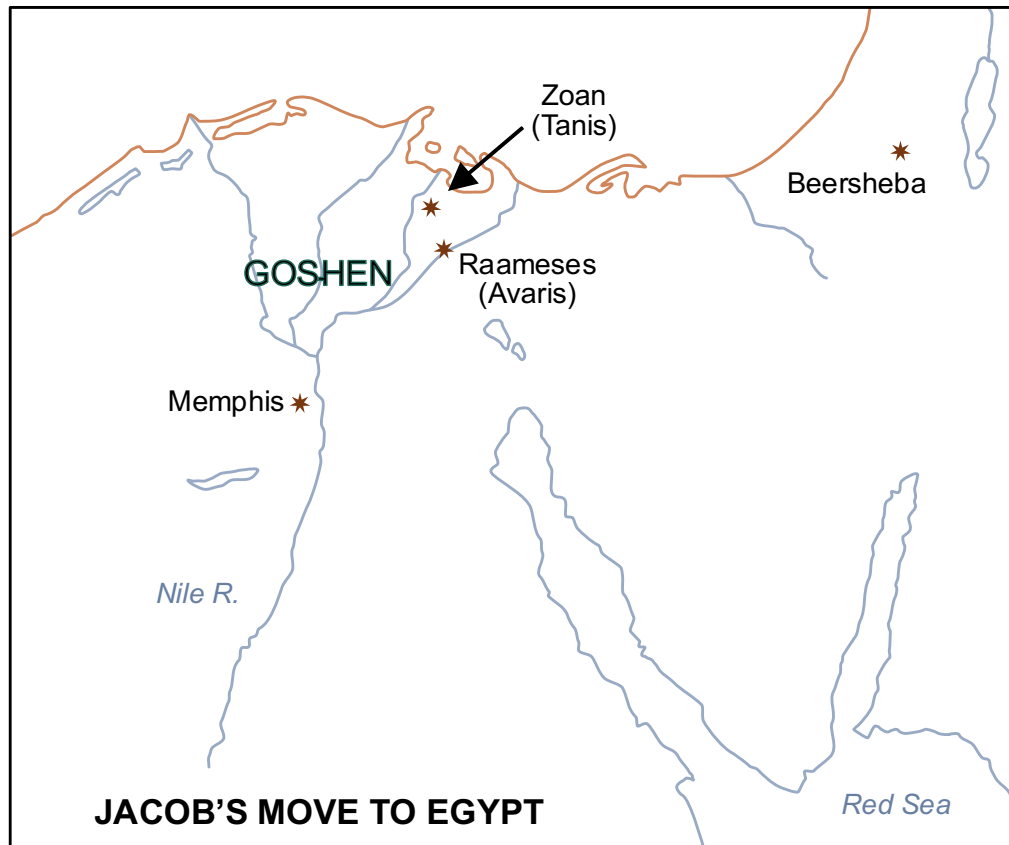 Zoan
(Tanis)
Beersheba
GOSHEN
Raameses
(Avaris)
Memphis
Nile R.
JACOB’S MOVE TO EGYPT
Red Sea